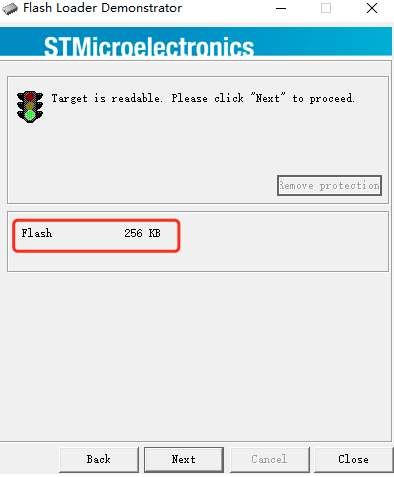 Flash Loader Demonstrator
STMicroelectronics
Target is readable. Please click "Next" to proceed.
Remove protection
Flash 256 KB
Back Next Cancel Close